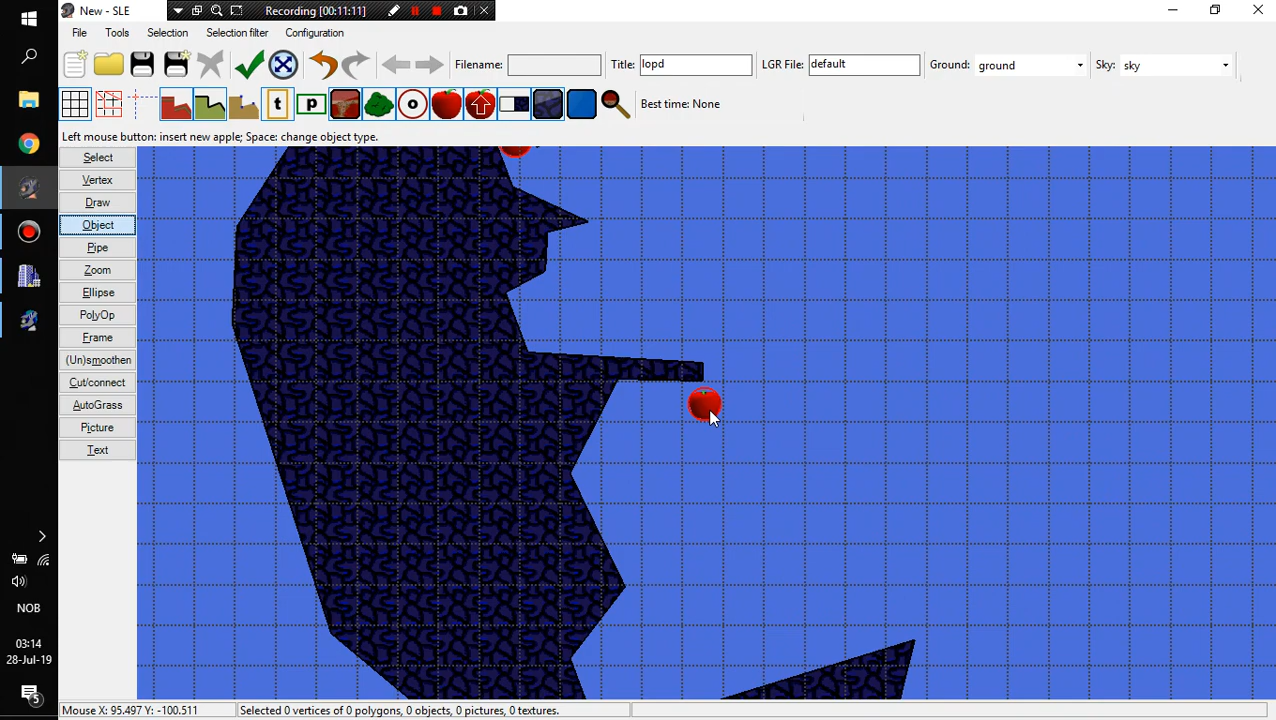 New - SLE
Recording [00:11:11]
File Tools Selection Selection filter Configuration
Filename: Title: lopd LGR File: default Ground: ground Sky: sky
t p o Best time: None
Left mouse button: insert new apple; Space: change object type.
Select
Vertex
Draw
Object
Pipe
Zoom
Ellipse
PolyOp
Frame
(Un)smoothen
Cut/connect
AutoGrass
Picture
Text
NOB
03:14
28-Jul-19
5
Mouse X: 95.497 Y: -100.511
Selected 0 vertices of 0 polygons, 0 objects, 0 pictures, 0 textures.